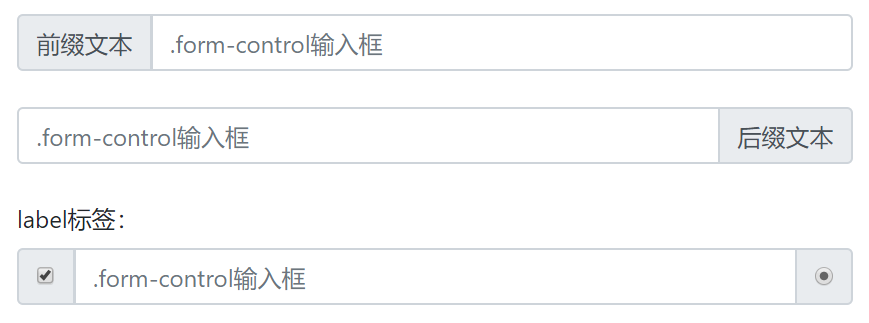 前缀文本 .form-control输入框
.form-control输入框 后缀文本
label标签：
.form-control输入框